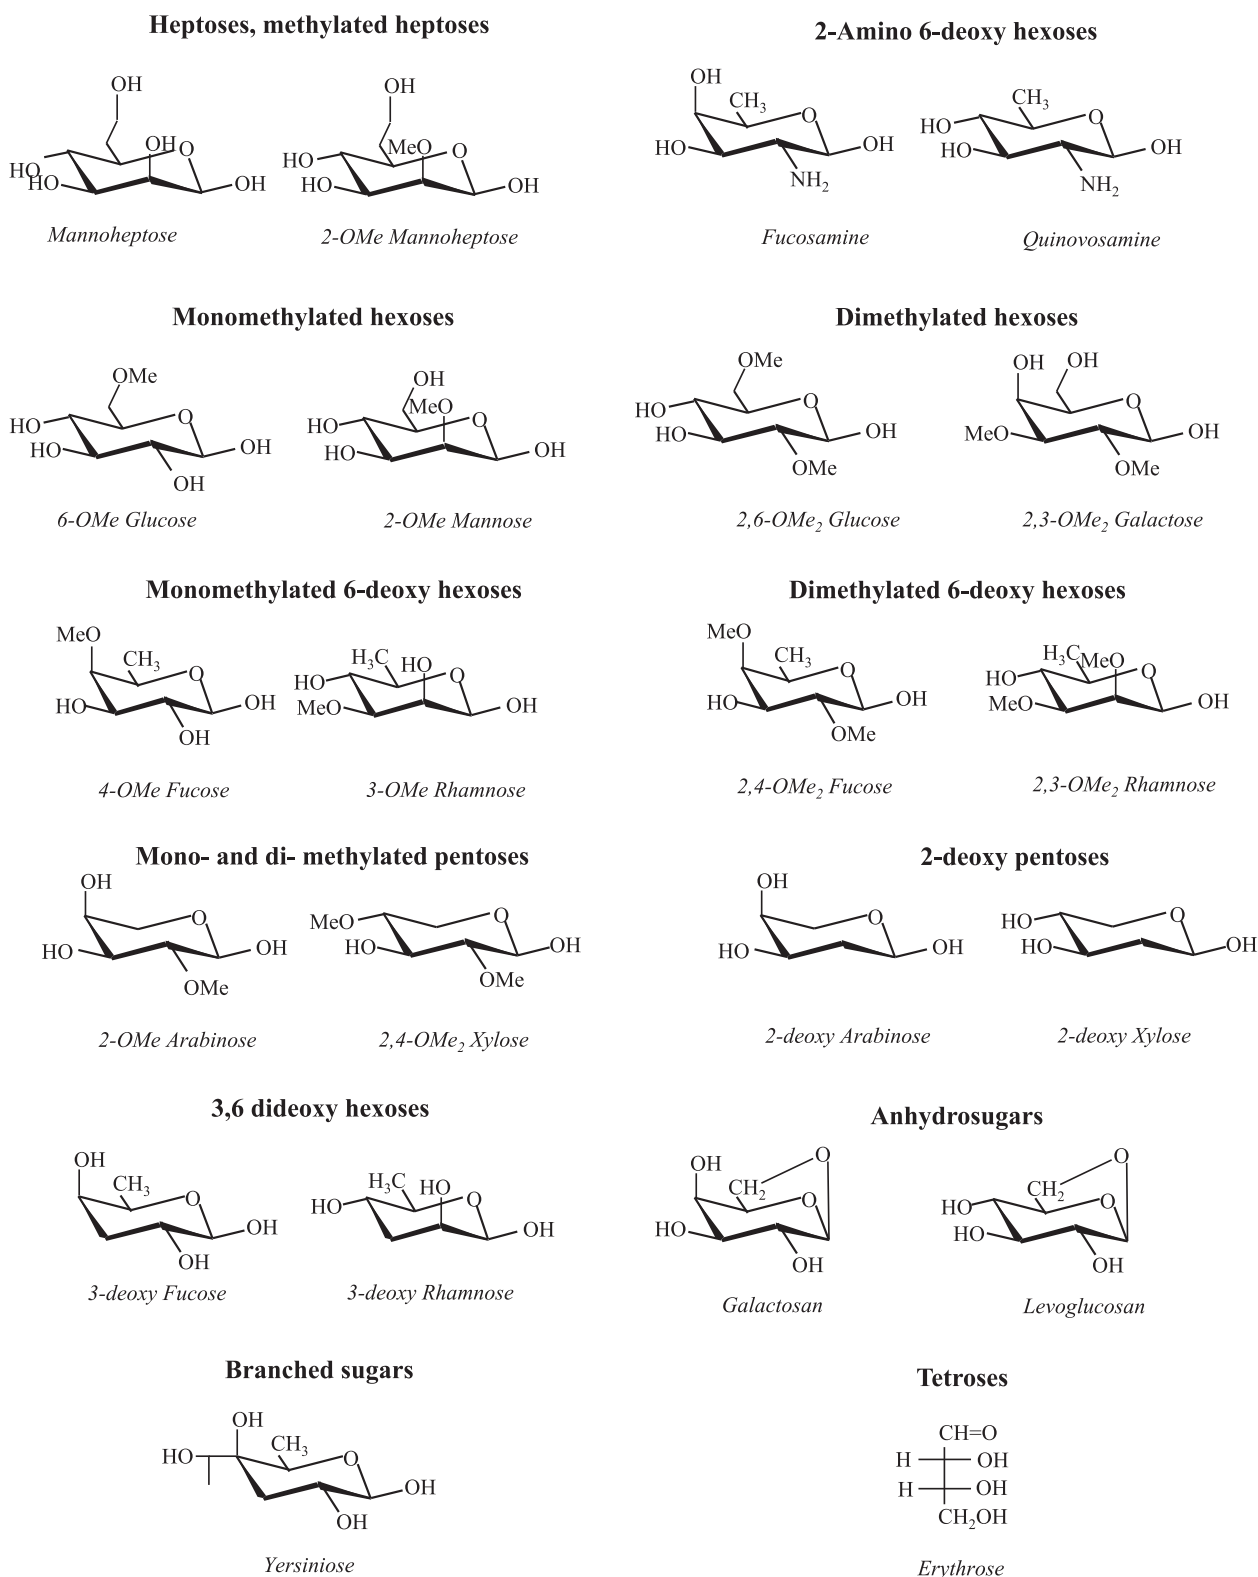 Heptoses, methylated heptoses
OH
OH
O
HO
HO
OH
Mannoheptose
OH
MeO
O
HO
HO
OH
2-OMe Mannoheptose
2-Amino 6-deoxy hexoses
OH
CH3
O
HO
OH
NH2
Fucosamine
CH3
O
HO
HO
OH
NH2
Quinovosamine
Monomethylated hexoses
OMe
O
HO
HO
OH
OH
6-OMe Glucose
OH
MeO
O
HO
HO
OH
2-OMe Mannose
Dimethylated hexoses
OMe
O
HO
HO
OH
OMe
2,6-OMe2 Glucose
OH
OH
O
MeO
OH
OMe
2,3-OMe2 Galactose
Monomethylated 6-deoxy hexoses
MeO
CH3
O
HO
OH
OH
4-OMe Fucose
H3C
HO
O
HO
MeO
OH
3-OMe Rhamnose
Dimethylated 6-deoxy hexoses
MeO
CH3
O
HO
OH
OMe
2,4-OMe2 Fucose
H3C
MeO
O
HO
MeO
OH
2,3-OMe2 Rhamnose
Mono- and di- methylated pentoses
OH
O
HO
OH
OMe
2-OMe Arabinose
MeO
O
HO
OH
OMe
2,4-OMe2 Xylose
2-deoxy pentoses
OH
O
HO
OH
2-deoxy Arabinose
HO
O
HO
OH
2-deoxy Xylose
3,6 dideoxy hexoses
OH
CH3
O
OH
OH
3-deoxy Fucose
H3C
HO
O
HO
OH
3-deoxy Rhamnose
Anhydrosugars
O
OH
CH2
O
HO
OH
Galactosan
O
CH2
O
HO
HO
OH
Levoglucosan
Branched sugars
OH
CH3
HO
O
OH
OH
Yersiniose
Tetroses
CH=O
H OH
H OH
CH2OH
Erythrose